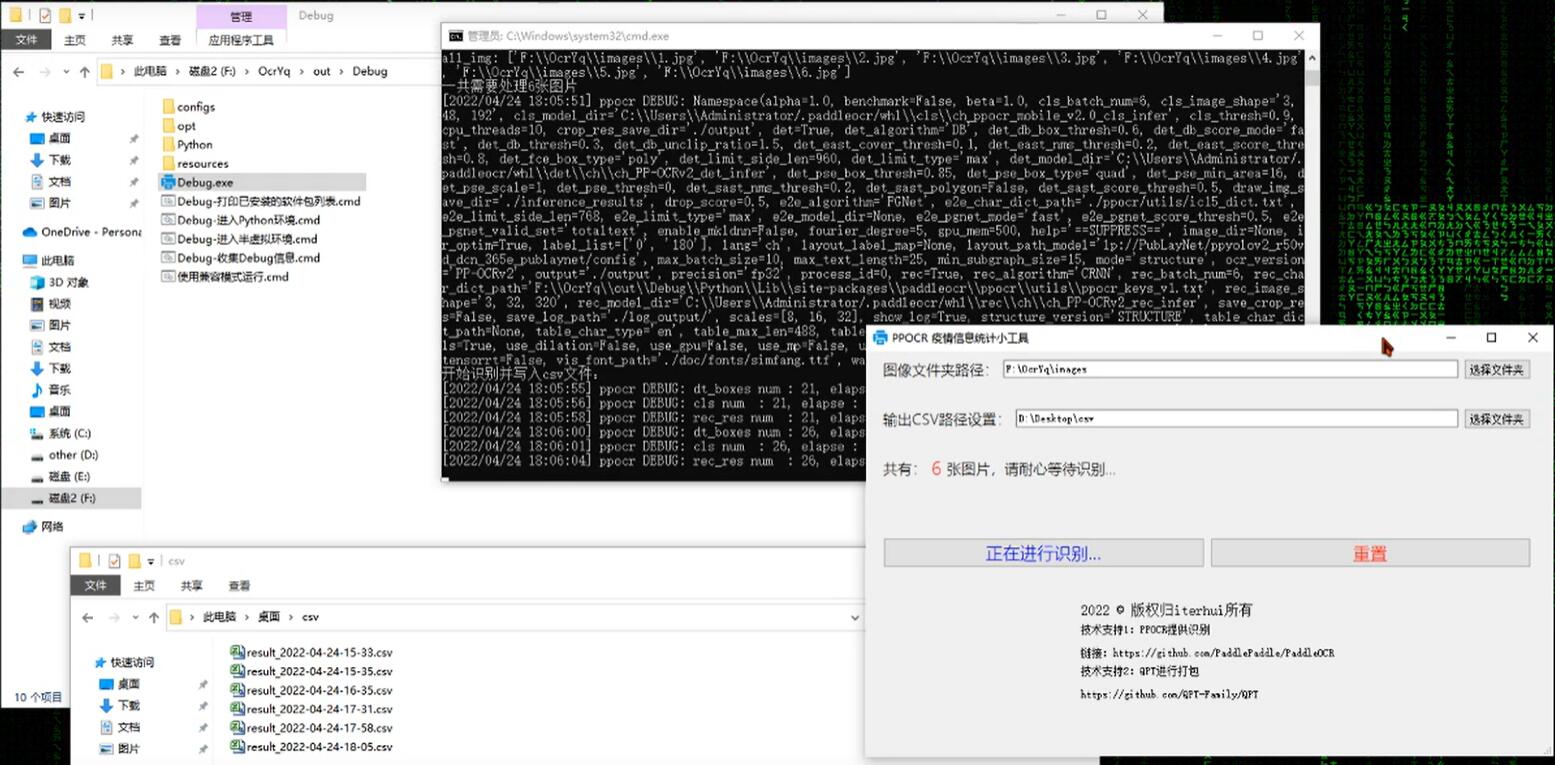 管理
Debug
文件
主页
共享
查看
应用程序工具
此电脑
磁盘2 (F:)
OcrYq
out
Debug
快速访问
桌面
下载
文档
图片
OneDrive - Persona
此电脑
3D 对象
视频
图片
文档
下载
音乐
桌面
系统 (C:)
other (D:)
磁盘 (E:)
磁盘2 (F:)
网络
10 个项目
configs
opt
Python
resources
Debug.exe
Debug-打印已安装的软件包列表.cmd
Debug-进入Python环境.cmd
Debug-进入半虚拟环境.cmd
Debug-收集Debug信息.cmd
使用兼容模式运行.cmd
管理员: C:\Windows\system32\cmd.exe
all_img: ['F:\\OcrYq\\images\\1.jpg', 'F:\\OcrYq\\images\\2.jpg', 'F:\\OcrYq\\images\\3.jpg', 'F:\\OcrYq\\images\\4.jpg'
, 'F:\\OcrYq\\images\\5.jpg', 'F:\\OcrYq\\images\\6.jpg']
一共需要处理6张图片
[2022/04/24 18:05:51] ppocr DEBUG: Namespace(alpha=1.0, benchmark=False, beta=1.0, cls_batch_num=6, cls_image_shape='3,
48, 192', cls_model_dir='C:\\Users\\Administrator/.paddleocr/whl\\cls\\ch_ppocr_mobile_v2.0_cls_infer', cls_thresh=0.9,
cpu_threads=10, crop_res_save_dir='./output', det=True, det_algorithm='DB', det_db_box_thresh=0.6, det_db_score_mode='fa
st', det_db_thresh=0.3, det_db_unclip_ratio=1.5, det_east_cover_thresh=0.1, det_east_nms_thresh=0.2, det_east_score_thre
sh=0.8, det_fce_box_type='poly', det_limit_side_len=960, det_limit_type='max', det_model_dir='C:\\Users\\Administrator/.
paddleocr/whl\\det\\ch\\ch_PP-OCRv2_det_infer', det_pse_box_thresh=0.85, det_pse_box_type='quad', det_pse_min_area=16,
det_pse_scale=1, det_pse_thresh=0, det_sast_nms_thresh=0.2, det_sast_polygon=False, det_sast_score_thresh=0.5, draw_img_s
ave_dir='./inference_results', drop_score=0.5, e2e_algorithm='PGNet', e2e_char_dict_path='./ppocr/utils/ic15_dict.txt',
e2e_limit_side_len=768, e2e_limit_type='max', e2e_model_dir=None, e2e_pgnet_mode='fast', e2e_pgnet_score_thresh=0.5, e2e
_pgnet_valid_set='totaltext', enable_mkldnn=False, fourier_degree=5, gpu_mem=500, help='==SUPPRESS==', image_dir=None, i
r_optim=True, label_list=['0', '180'], lang='ch', layout_label_map=None, layout_path_model='lp://PubLayNet/ppyolov2_r50v
d_dcn_365e_publaynet/config', max_batch_size=10, max_text_length=25, min_subgraph_size=15, mode='structure', ocr_version
='PP-OCRv2', output='./output', precision='fp32', process_id=0, rec=True, rec_algorithm='CRNN', rec_batch_num=6, rec_cha
r_dict_path='F:\\OcrYq\\out\\Debug\\Python\\Lib\\site-packages\\paddleocr\\ppocr\\utils\\ppocr_keys_v1.txt', rec_image_s
hape='3, 32, 320', rec_model_dir='C:\\Users\\Administrator/.paddleocr/whl\\rec\\ch\\ch_PP-OCRv2_rec_infer', save_crop_re
s=False, save_log_path='./log_output/', scales=[8, 16, 32], show_log=True, structure_version='STRUCTURE', table_char_dic
t_path=None, table_char_type='en', table_max_len=488, table
ls=True, use_dilation=False, use_gpu=False, use_mp=False, u
tensorrt=False, vis_font_path='./doc/fonts/simfang.ttf', wa
开始识别并写入csv文件:
[2022/04/24 18:05:55] ppocr DEBUG: dt_boxes num : 21, elaps
[2022/04/24 18:05:56] ppocr DEBUG: cls num  : 21, elapse :
[2022/04/24 18:05:58] ppocr DEBUG: rec_res num  : 21, elaps
[2022/04/24 18:06:00] ppocr DEBUG: dt_boxes num : 26, elaps
[2022/04/24 18:06:01] ppocr DEBUG: cls num  : 26, elapse :
[2022/04/24 18:06:04] ppocr DEBUG: rec_res num  : 26, elaps
PPOCR 疫情信息统计小工具
图像文件夹路径:
F:\OcrYq\images
选择文件夹
输出CSV路径设置:
D:\Desktop\csv
选择文件夹
共有: 6 张图片，请耐心等待识别...
正在进行识别...
重置
2022 © 版权归iterhui所有
技术支持1: PPOCR提供识别
链接: https://github.com/PaddlePaddle/PaddleOCR
技术支持2: QPT进行打包
https://github.com/QPT-Family/QPT
csv
文件
主页
共享
查看
此电脑
桌面
csv
快速访问
桌面
下载
文档
图片
result_2022-04-24-15-33.csv
result_2022-04-24-15-35.csv
result_2022-04-24-16-35.csv
result_2022-04-24-17-31.csv
result_2022-04-24-17-58.csv
result_2022-04-24-18-05.csv